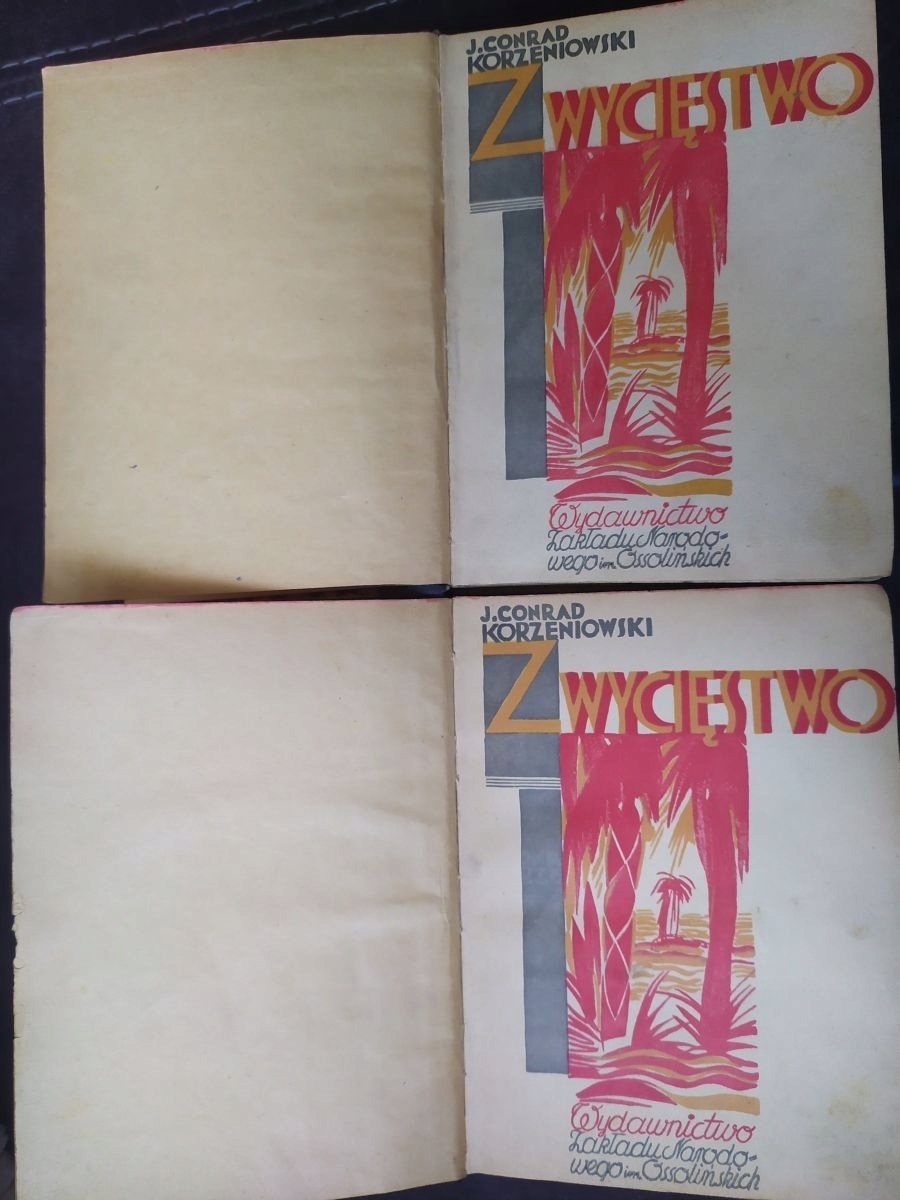 J. CONRAD
KORZENIOWSKI
ZWYCIĘSTWO
Wydawnictwo
Zakładu Narodo-
wego im. Ossolińskich
J. CONRAD
KORZENIOWSKI
ZWYCIĘSTWO
Wydawnictwo
Zakładu Narodo-
wego im. Ossolińskich